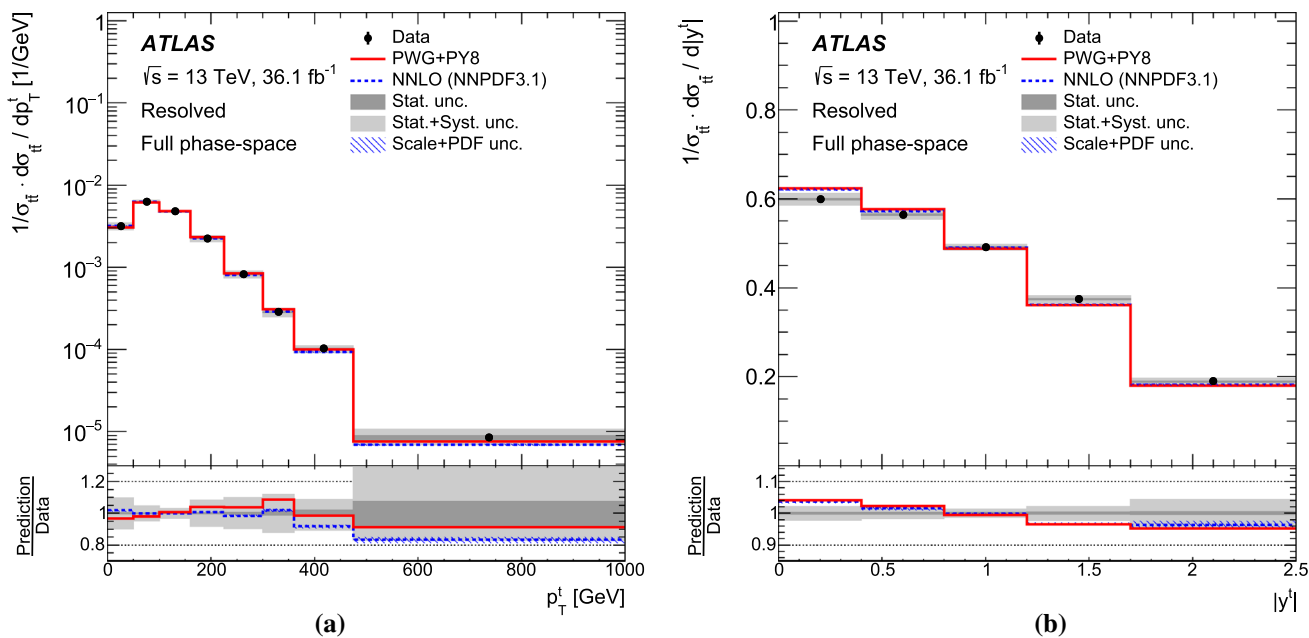 1/σ_tt̄ · dσ_tt̄ / dp_T^t [1/GeV]
1
10⁻¹
10⁻²
10⁻³
10⁻⁴
10⁻⁵
ATLAS
√s = 13 TeV, 36.1 fb⁻¹
Resolved
Full phase-space
Data
PWG+PY8
NNLO (NNPDF3.1)
Stat. unc.
Stat.+Syst. unc.
Scale+PDF unc.
Prediction
Data
1.2
1
0.8
0 200 400 600 800 1000
p_T^t [GeV]
(a)
1/σ_tt̄ · dσ_tt̄ / d|y^t|
1
0.8
0.6
0.4
0.2
ATLAS
√s = 13 TeV, 36.1 fb⁻¹
Resolved
Full phase-space
Data
PWG+PY8
NNLO (NNPDF3.1)
Stat. unc.
Stat.+Syst. unc.
Scale+PDF unc.
Prediction
Data
1.1
1
0.9
0 0.5 1 1.5 2 2.5
|y^t|
(b)